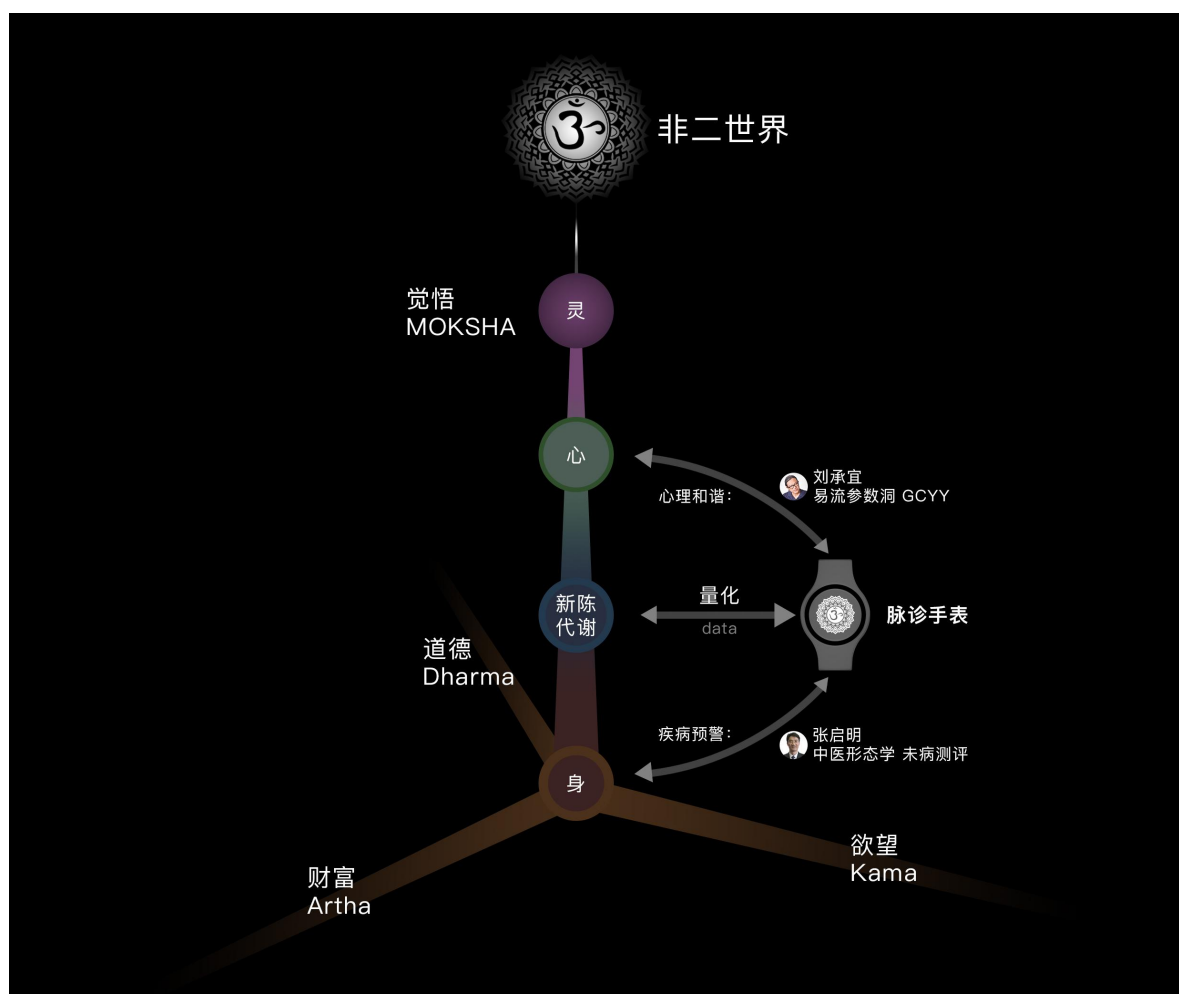 ॐ
非二世界
觉悟
MOKSHA
灵
心
心理和谐：
刘承宜
易流参数洞 GCYY
新陈
代谢
量化
data
ॐ
脉诊手表
道德
Dharma
疾病预警：
张启明
中医形态学 未病测评
身
欲望
Kama
财富
Artha